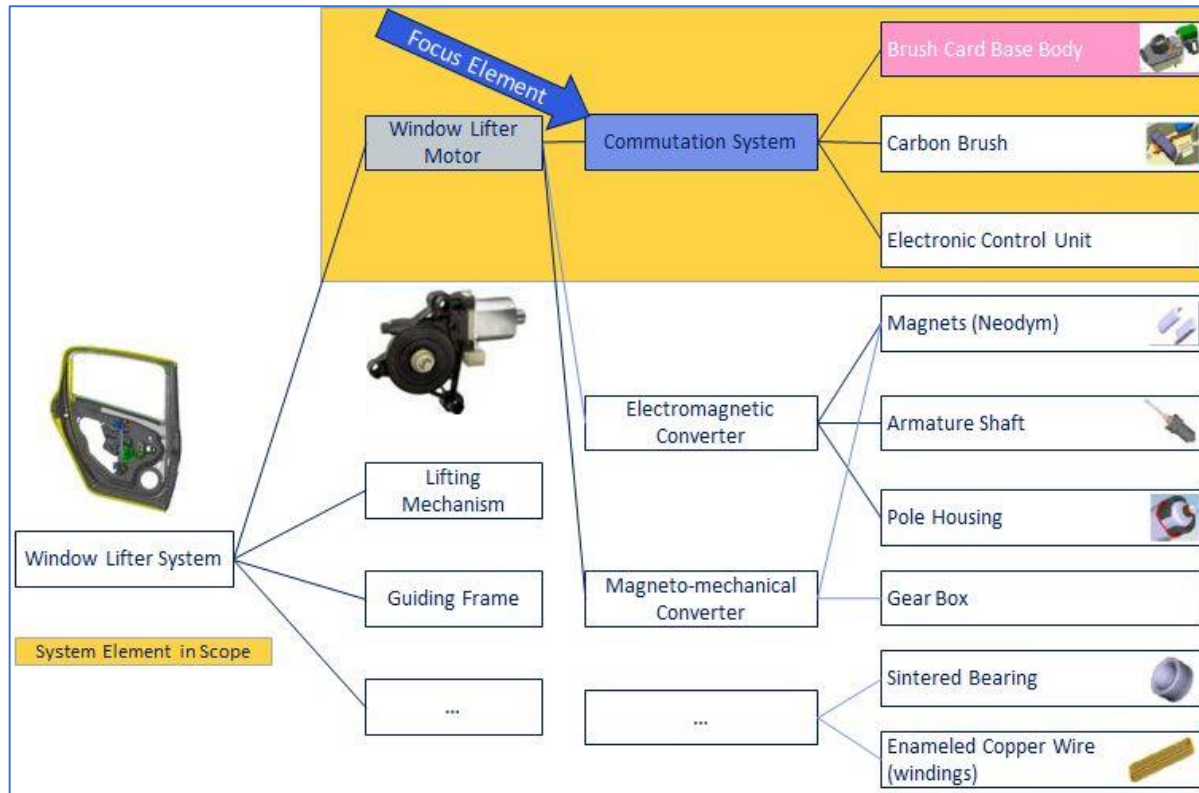 Focus Element
Brush Card Base Body
Window Lifter
Motor
Commutation System
Carbon Brush
Electronic Control Unit
Magnets (Neodym)
Electromagnetic
Converter
Armature Shaft
Lifting
Mechanism
Pole Housing
Window Lifter System
Guiding Frame
Magneto-mechanical
Converter
Gear Box
System Element in Scope
Sintered Bearing
...
...
Enameled Copper Wire
(windings)